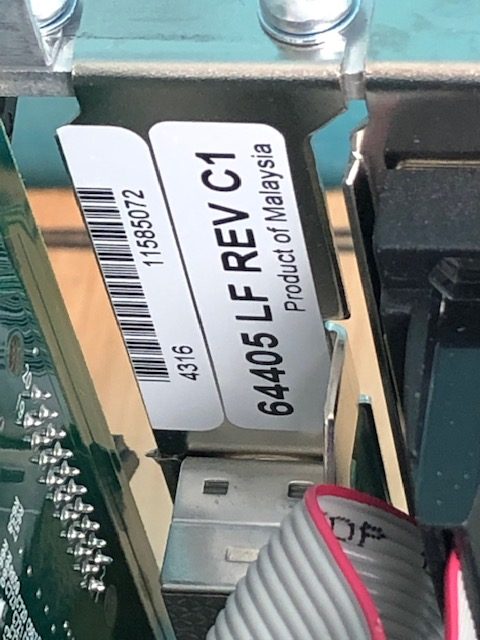 11585072
4316
64405 LF REV C1
Product of Malaysia